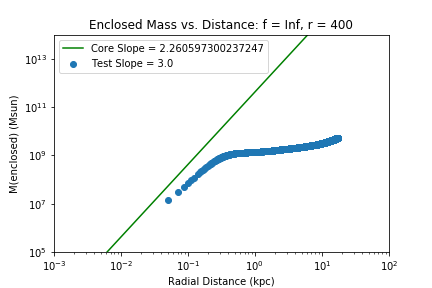 Enclosed Mass vs. Distance: f = Inf, r = 400
Core Slope = 2.260597300237247
Test Slope = 3.0
M(enclosed) (Msun)
10^13
10^11
10^9
10^7
10^5
10^-3 10^-2 10^-1 10^0 10^1 10^2
Radial Distance (kpc)